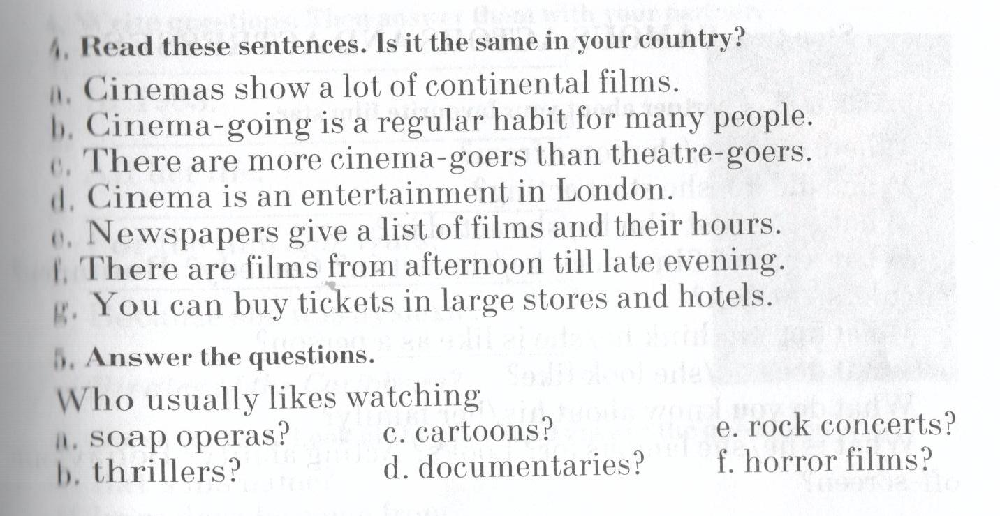 4. Read these sentences. Is it the same in your country?
a. Cinemas show a lot of continental films.
b. Cinema-going is a regular habit for many people.
c. There are more cinema-goers than theatre-goers.
d. Cinema is an entertainment in London.
e. Newspapers give a list of films and their hours.
f. There are films from afternoon till late evening.
g. You can buy tickets in large stores and hotels.
5. Answer the questions.
Who usually likes watching
a. soap operas? c. cartoons? e. rock concerts?
b. thrillers? d. documentaries? f. horror films?